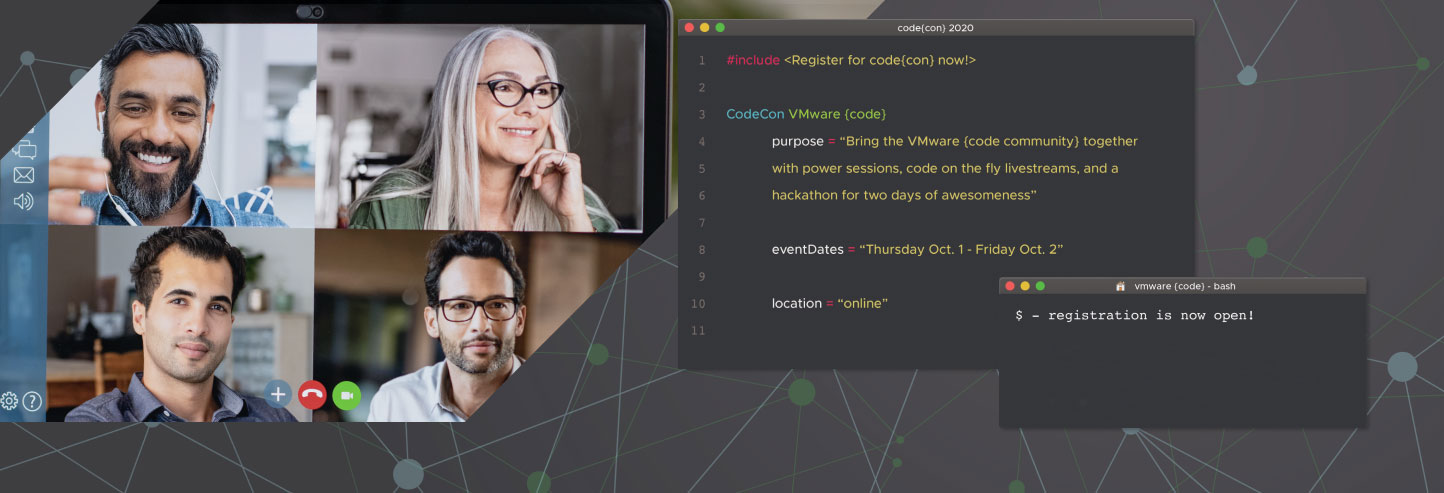 code{con} 2020
1 #include <Register for code{con} now!>
2
3 CodeCon VMware {code}
4 purpose = “Bring the VMware {code community} together
5 with power sessions, code on the fly livestreams, and a
6 hackathon for two days of awesomeness”
7
8 eventDates = “Thursday Oct. 1 - Friday Oct. 2”
9
10 location = “online”
11
vmware {code} - bash
$ - registration is now open!